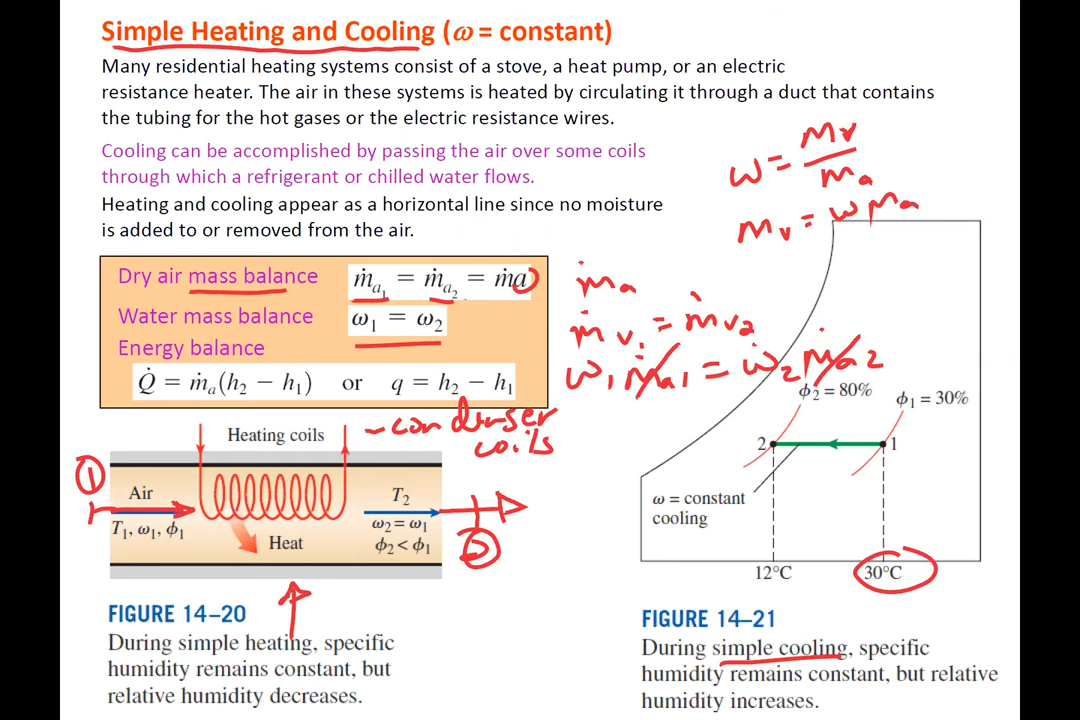 Simple Heating and Cooling (ω = constant)
Many residential heating systems consist of a stove, a heat pump, or an electric
resistance heater. The air in these systems is heated by circulating it through a duct that contains
the tubing for the hot gases or the electric resistance wires.
Cooling can be accomplished by passing the air over some coils
through which a refrigerant or chilled water flows.
Heating and cooling appear as a horizontal line since no moisture
is added to or removed from the air.
ω = mv/ma
mv = ω ma
Dry air mass balance ṁa₁ = ṁa₂ = ṁa
Water mass balance ω₁ = ω₂
Energy balance
Q̇ = ṁa(h₂ − h₁) or q = h₂ − h₁
ṁa
ṁv₁ = ṁv₂
ω₁ ṁa₁ = ω₂ ṁa₂
- condenser
coils
Heating coils
①
Air
T₁, ω₁, ϕ₁
Heat
T₂
ω₂ = ω₁
ϕ₂ < ϕ₁
②
FIGURE 14–20
During simple heating, specific
humidity remains constant, but
relative humidity decreases.
ϕ₂ = 80%
ϕ₁ = 30%
2
1
ω = constant
cooling
12°C
30°C
FIGURE 14–21
During simple cooling, specific
humidity remains constant, but relative
humidity increases.